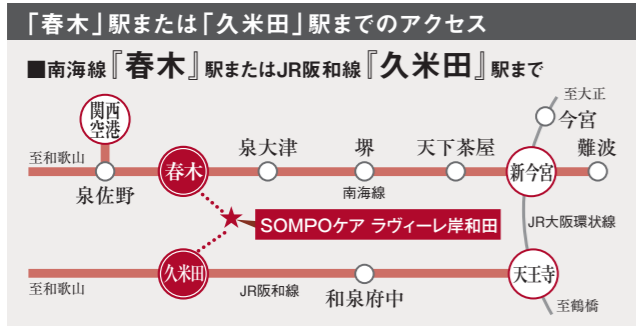 「春木」駅または「久米田」駅までのアクセス
■南海線『春木』駅またはJR阪和線『久米田』駅まで
至大正
関西
空港
今宮
至和歌山
春木
泉大津
堺
天下茶屋
新今宮
難波
泉佐野
南海線
SOMPOケア ラヴィーレ岸和田
JR大阪環状線
久米田
天王寺
至和歌山
JR阪和線
和泉府中
至鶴橋